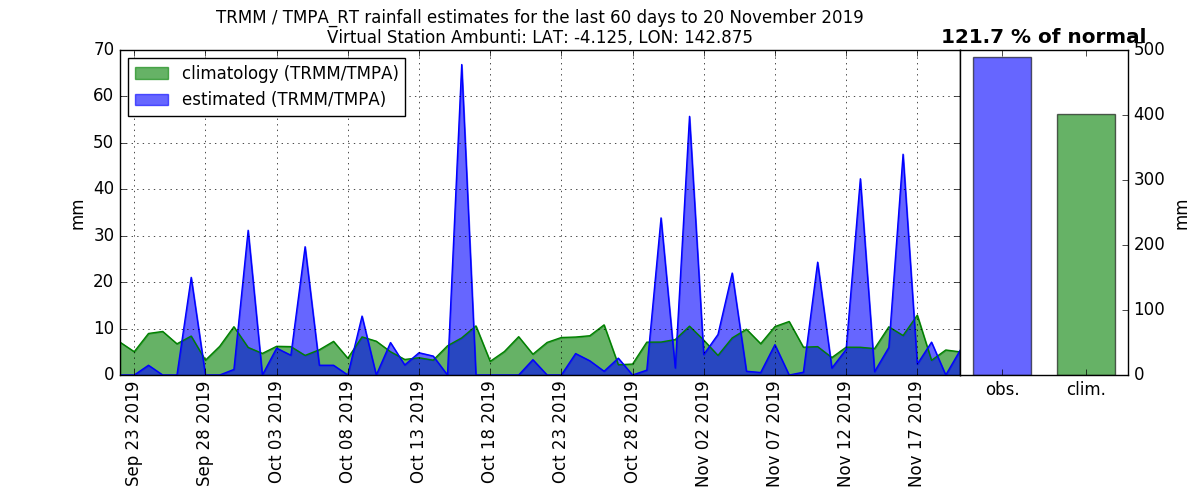 TRMM / TMPA_RT rainfall estimates for the last 60 days to 20 November 2019
Virtual Station Ambunti: LAT: -4.125, LON: 142.875
121.7 % of normal
climatology (TRMM/TMPA)
estimated (TRMM/TMPA)
70
60
50
40
30
20
10
0
mm
500
400
300
200
100
0
mm
Sep 23 2019
Sep 28 2019
Oct 03 2019
Oct 08 2019
Oct 13 2019
Oct 18 2019
Oct 23 2019
Oct 28 2019
Nov 02 2019
Nov 07 2019
Nov 12 2019
Nov 17 2019
obs.
clim.